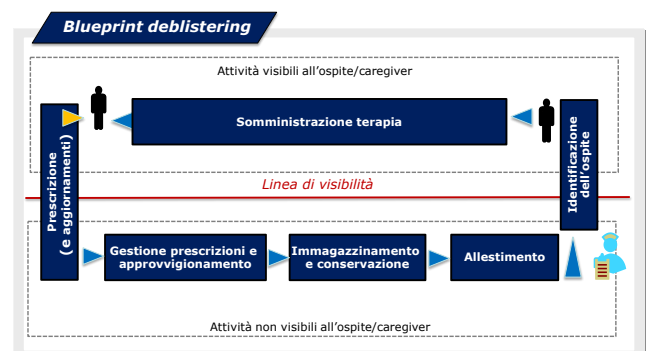 Blueprint deblistering
Attività visibili all'ospite/caregiver
Prescrizione
(e aggiornamenti)
Somministrazione terapia
Identificazione
dell'ospite
Linea di visibilità
Gestione prescrizioni e
approvvigionamento
Immagazzinamento
e conservazione
Allestimento
Attività non visibili all'ospite/caregiver